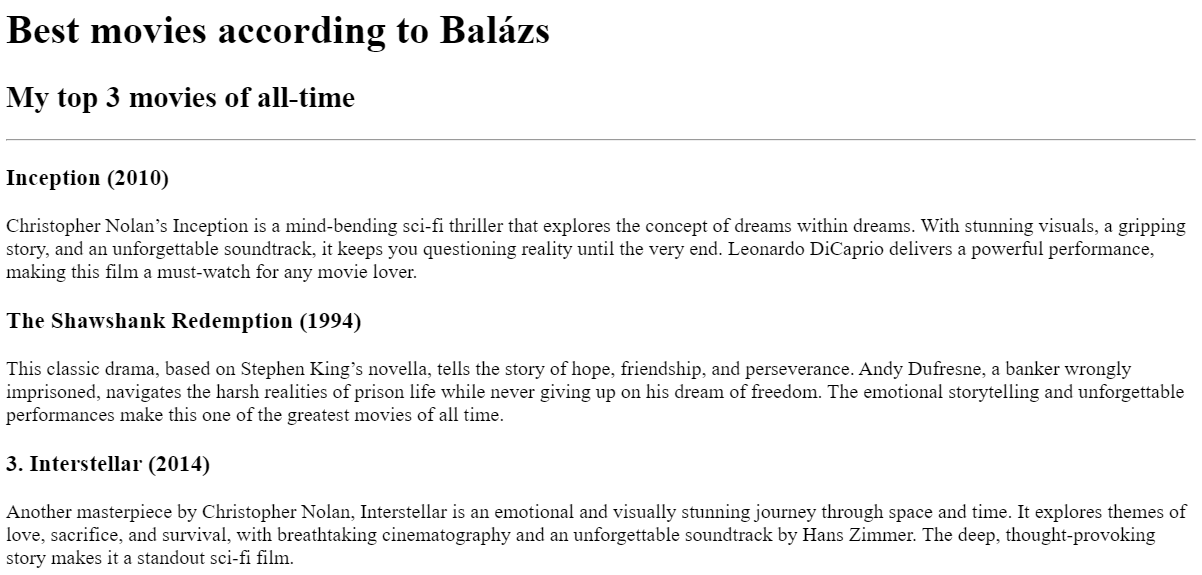 Best movies according to Balázs
My top 3 movies of all-time
Inception (2010)
Christopher Nolan’s Inception is a mind-bending sci-fi thriller that explores the concept of dreams within dreams. With stunning visuals, a gripping
story, and an unforgettable soundtrack, it keeps you questioning reality until the very end. Leonardo DiCaprio delivers a powerful performance,
making this film a must-watch for any movie lover.
The Shawshank Redemption (1994)
This classic drama, based on Stephen King’s novella, tells the story of hope, friendship, and perseverance. Andy Dufresne, a banker wrongly
imprisoned, navigates the harsh realities of prison life while never giving up on his dream of freedom. The emotional storytelling and unforgettable
performances make this one of the greatest movies of all time.
3. Interstellar (2014)
Another masterpiece by Christopher Nolan, Interstellar is an emotional and visually stunning journey through space and time. It explores themes of
love, sacrifice, and survival, with breathtaking cinematography and an unforgettable soundtrack by Hans Zimmer. The deep, thought-provoking
story makes it a standout sci-fi film.